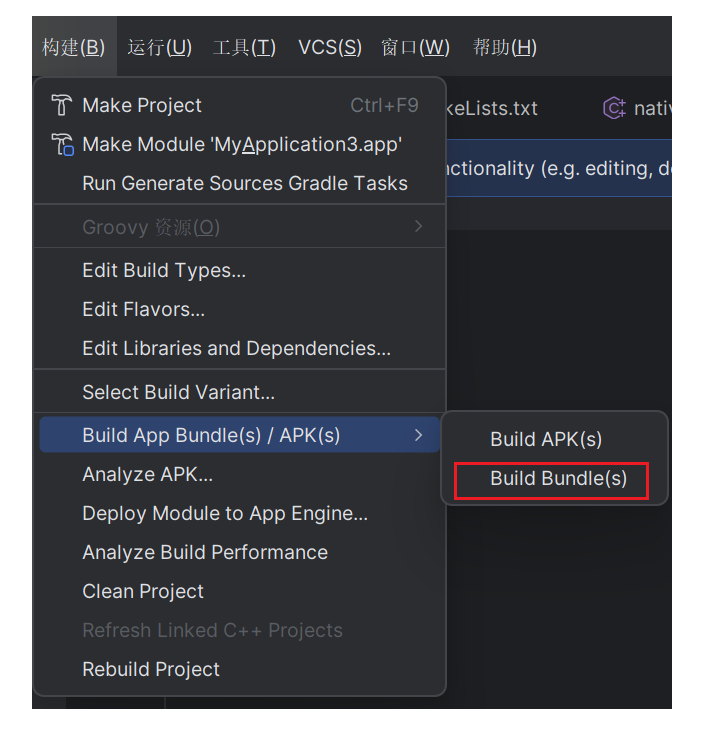 构建(B) 运行(U) 工具(T) VCS(S) 窗口(W) 帮助(H)
Make Project Ctrl+F9
keLists.txt
nativ
Make Module 'MyApplication3.app'
nctionality (e.g. editing, d
Run Generate Sources Gradle Tasks
Groovy 资源(O)
Edit Build Types...
Edit Flavors...
Edit Libraries and Dependencies...
Select Build Variant...
Build App Bundle(s) / APK(s)
Build APK(s)
Build Bundle(s)
Analyze APK...
Deploy Module to App Engine...
Analyze Build Performance
Clean Project
Refresh Linked C++ Projects
Rebuild Project